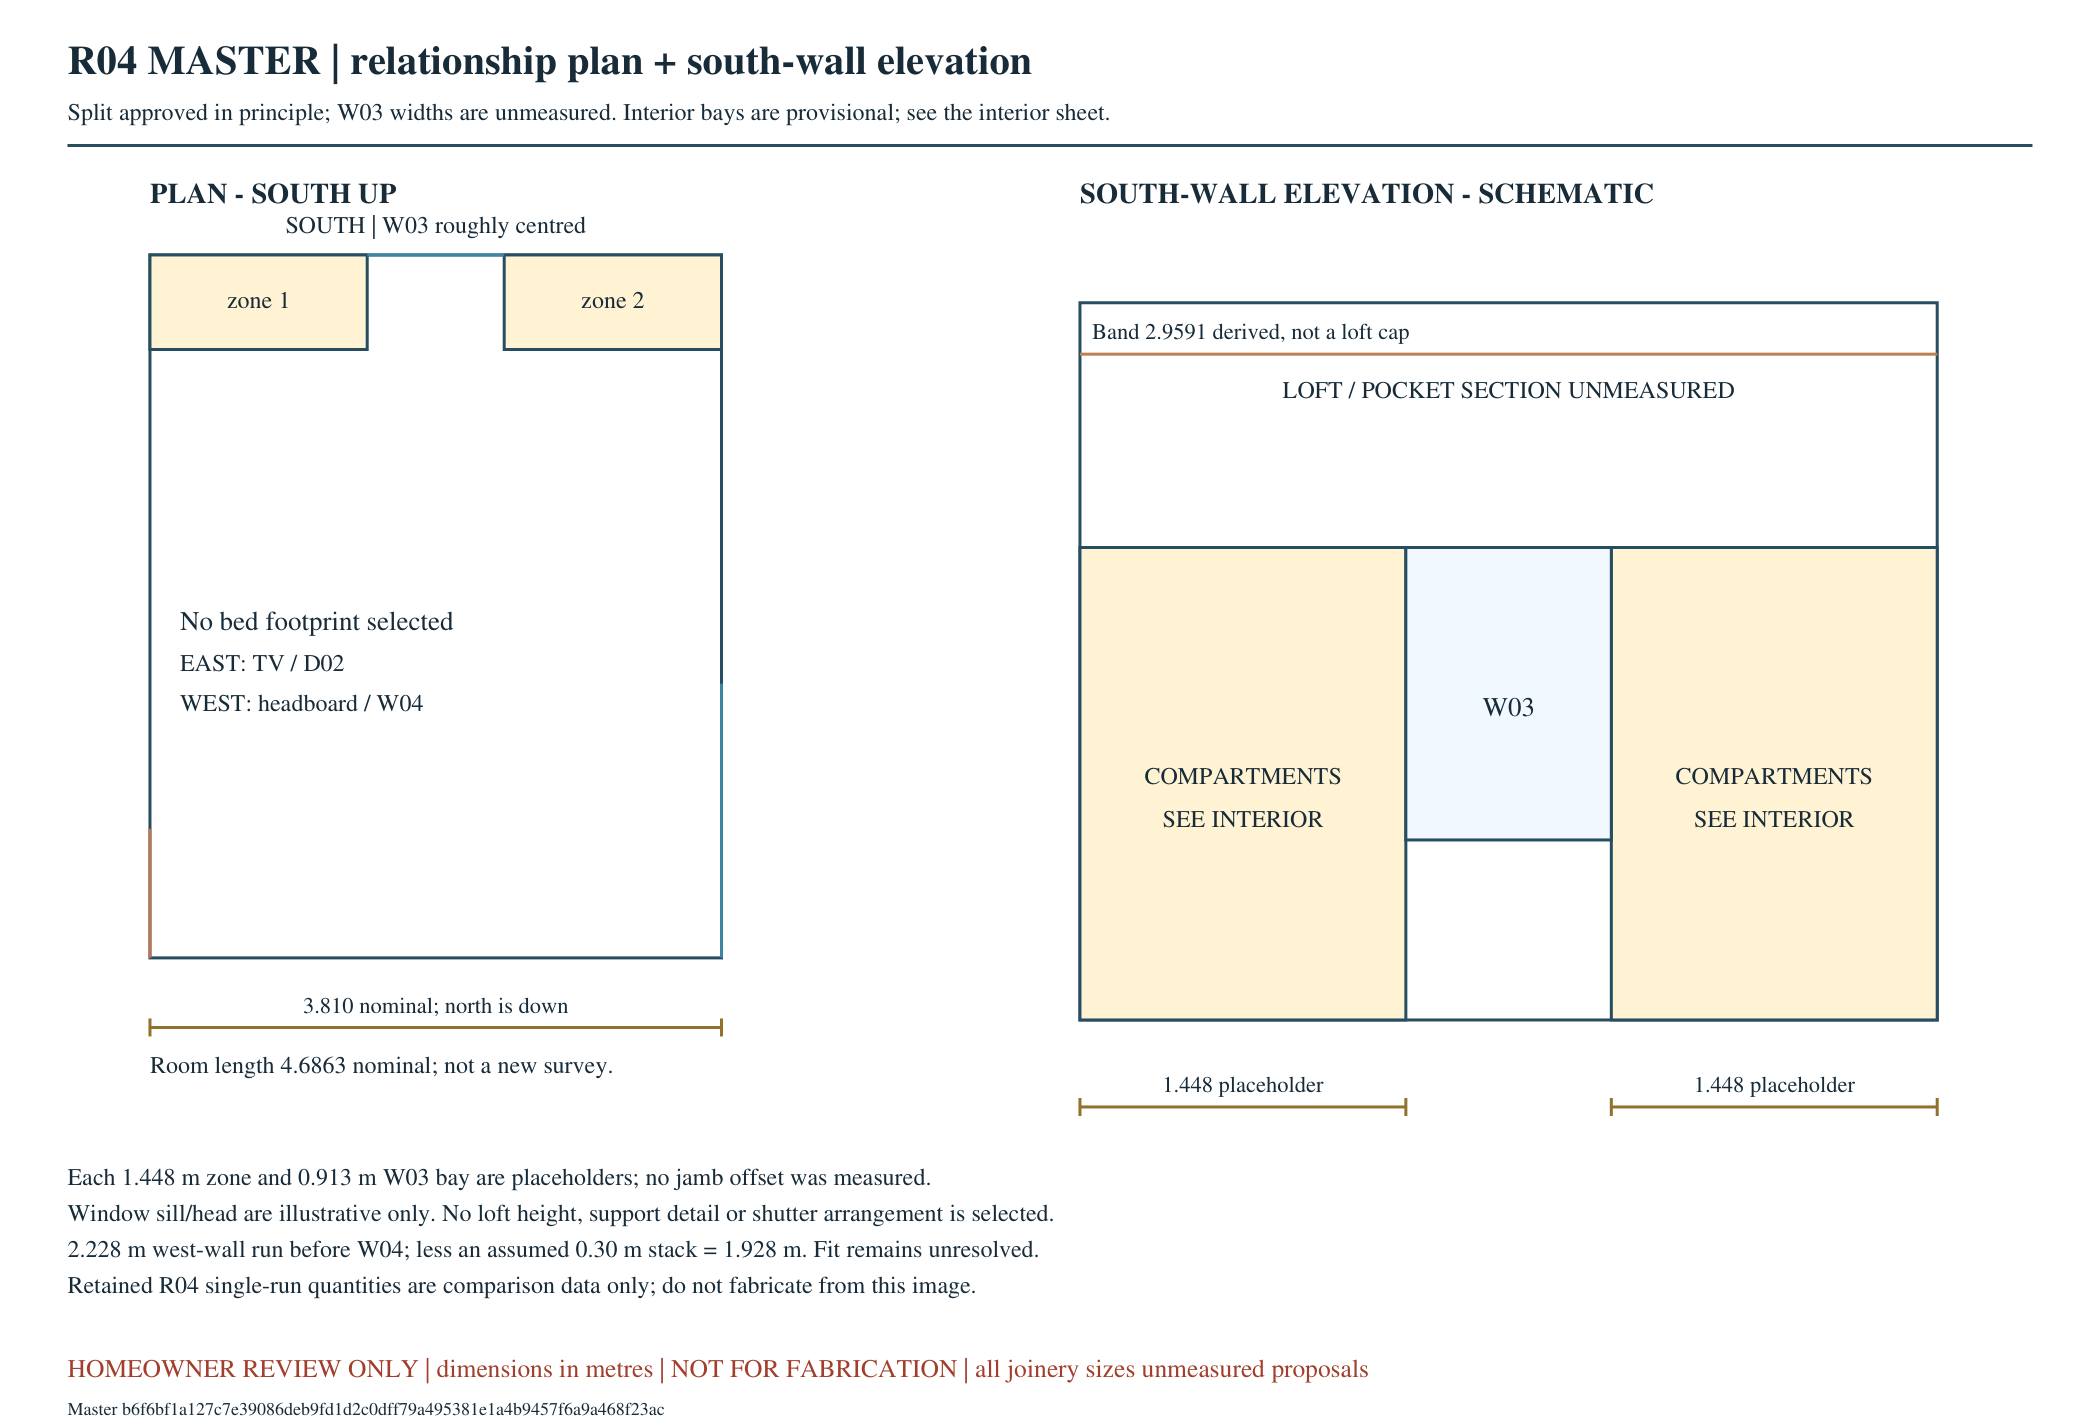 R04 MASTER | relationship plan + south-wall elevation
Split approved in principle; W03 widths are unmeasured. Interior bays are provisional; see the interior sheet.
PLAN - SOUTH UP
SOUTH | W03 roughly centred
zone 1
zone 2
No bed footprint selected
EAST: TV / D02
WEST: headboard / W04
3.810 nominal; north is down
Room length 4.6863 nominal; not a new survey.
SOUTH-WALL ELEVATION - SCHEMATIC
Band 2.9591 derived, not a loft cap
LOFT / POCKET SECTION UNMEASURED
W03
COMPARTMENTS
SEE INTERIOR
COMPARTMENTS
SEE INTERIOR
1.448 placeholder
1.448 placeholder
Each 1.448 m zone and 0.913 m W03 bay are placeholders; no jamb offset was measured.
Window sill/head are illustrative only. No loft height, support detail or shutter arrangement is selected.
2.228 m west-wall run before W04; less an assumed 0.30 m stack = 1.928 m. Fit remains unresolved.
Retained R04 single-run quantities are comparison data only; do not fabricate from this image.
HOMEOWNER REVIEW ONLY | dimensions in metres | NOT FOR FABRICATION | all joinery sizes unmeasured proposals
Master b6f6bf1a127c7e39086deb9fd1d2c0dff79a495381e1a4b9457f6a9a468f23ac